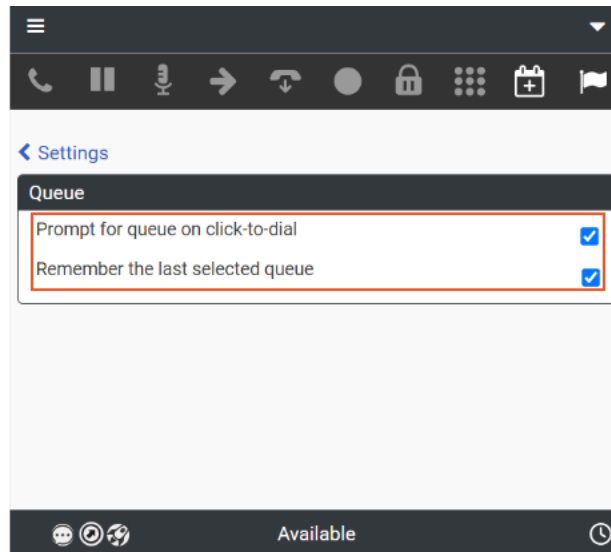 Settings
Queue
Prompt for queue on click-to-dial
Remember the last selected queue
Available